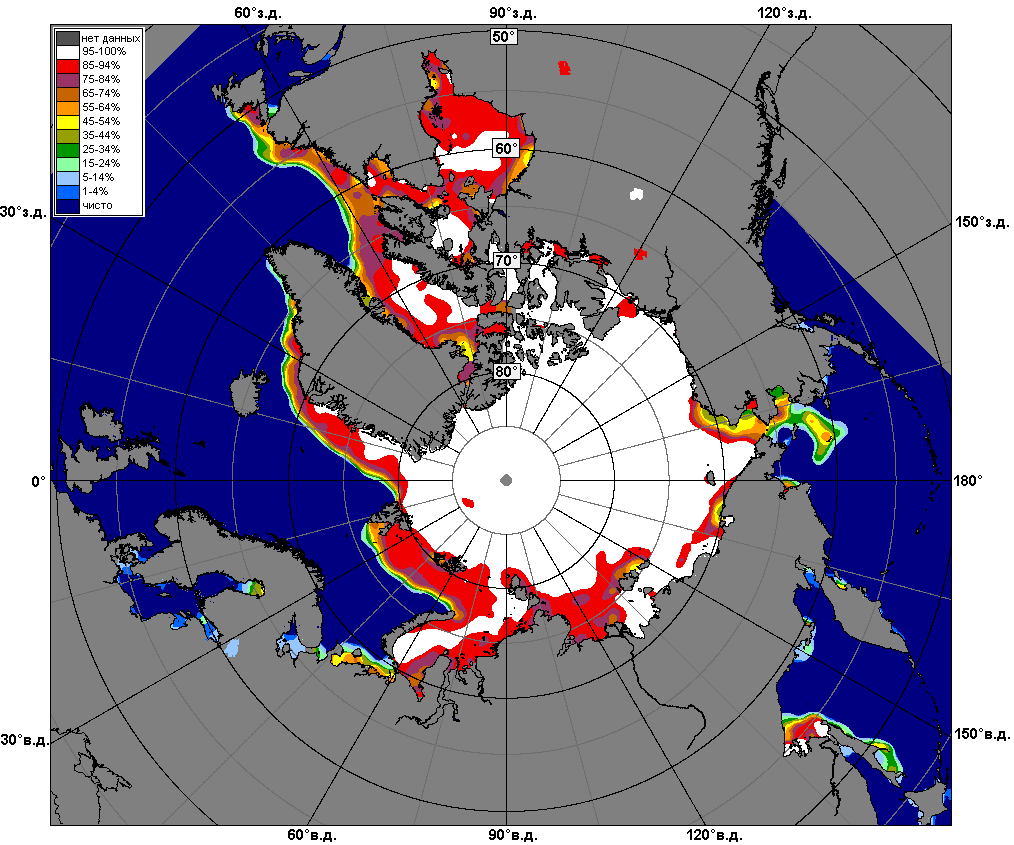 60°з.д.
90°з.д.
120°з.д.
50°
нет данных
95-100%
85-94%
75-84%
65-74%
55-64%
45-54%
35-44%
25-34%
15-24%
5-14%
1-4%
чисто
60°
30°з.д.
150°з.д.
70°
80°
0°
180°
30°в.д.
150°в.д.
60°в.д.
90°в.д.
120°в.д.